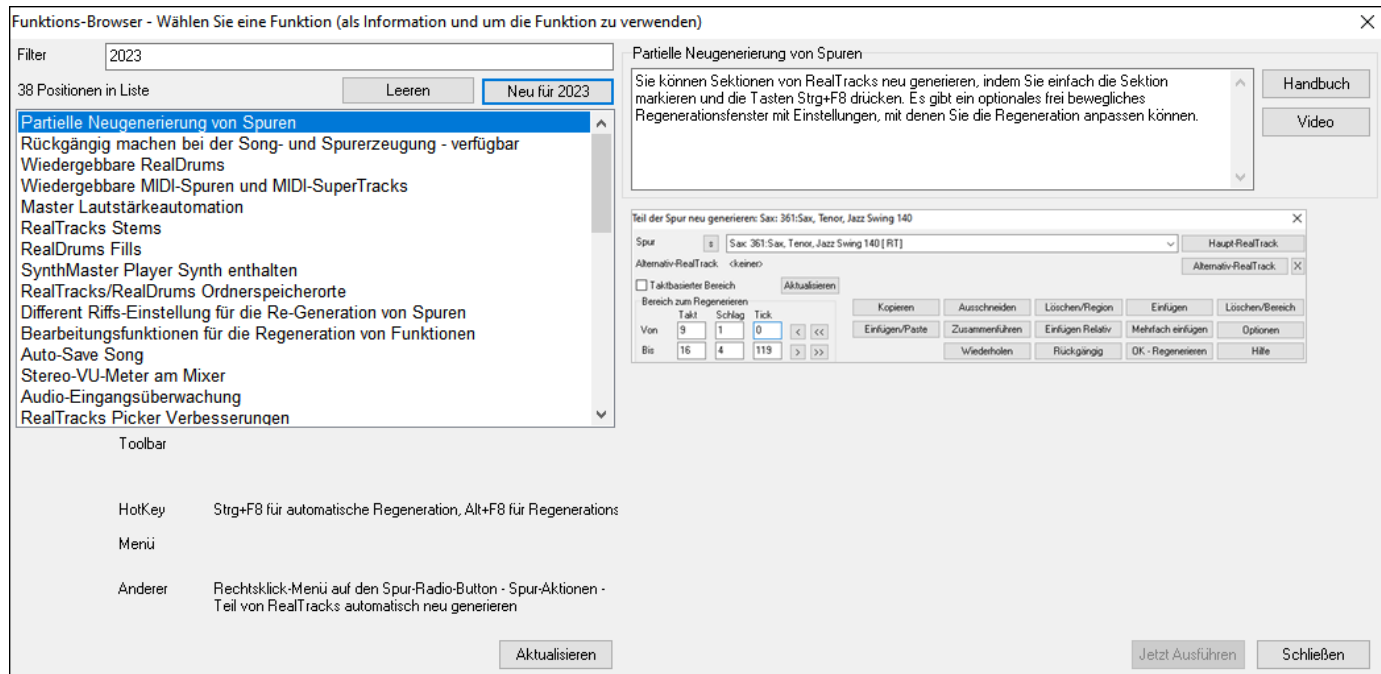 Funktions-Browser - Wählen Sie eine Funktion (als Information und um die Funktion zu verwenden)
Filter 2023
38 Positionen in Liste Leeren Neu für 2023
Partielle Neugenerierung von Spuren
Rückgängig machen bei der Song- und Spurerzeugung - verfügbar
Wiedergebbare RealDrums
Wiedergebbare MIDI-Spuren und MIDI-SuperTracks
Master Lautstärkeautomation
RealTracks Stems
RealDrums Fills
SynthMaster Player Synth enthalten
RealTracks/RealDrums Ordnerspeicherorte
Different Riffs-Einstellung für die Re-Generation von Spuren
Bearbeitungsfunktionen für die Regeneration von Funktionen
Auto-Save Song
Stereo-VU-Meter am Mixer
Audio-Eingangsüberwachung
RealTracks Picker Verbesserungen
Toolbar
HotKey Strg+F8 für automatische Regeneration, Alt+F8 für Regenerations
Menü
Anderer Rechtsklick-Menü auf den Spur-Radio-Button - Spur-Aktionen -
Teil von RealTracks automatisch neu generieren
Aktualisieren
Partielle Neugenerierung von Spuren
Sie können Sektionen von RealTracks neu generieren, indem Sie einfach die Sektion
markieren und die Tasten Strg+F8 drücken. Es gibt ein optionales frei bewegliches
Regenerationsfenster mit Einstellungen, mit denen Sie die Regeneration anpassen können.
Handbuch
Video
Teil der Spur neu generieren: Sax: 361:Sax, Tenor, Jazz Swing 140
Spur s Sax: 361:Sax, Tenor, Jazz Swing 140 [ RT] Haupt-RealTrack
Alternativ-RealTrack <keiner> Alternativ-RealTrack X
Taktbasierter Bereich Aktualisieren
Bereich zum Regenerieren
Takt Schlag Tick
Von 9 1 0 < <<
Bis 16 4 119 > >>
Kopieren Ausschneiden Löschen/Region Einfügen Löschen/Bereich
Einfügen/Paste Zusammenführen Einfügen Relativ Mehrfach einfügen Optionen
Wiederholen Rückgängig OK - Regenerieren Hilfe
Jetzt Ausführen Schließen